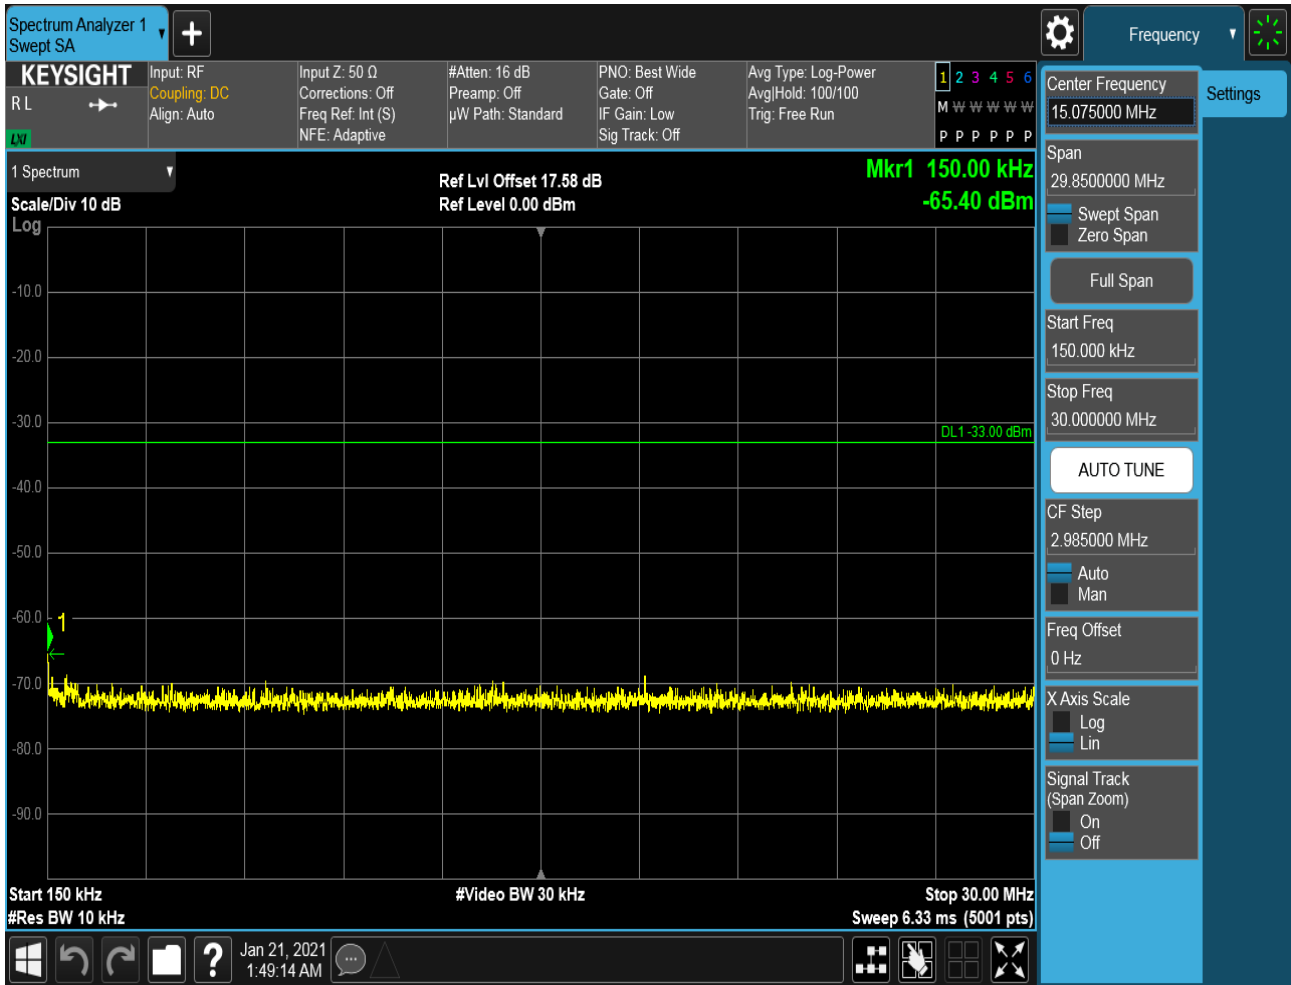 Spectrum Analyzer 1
Swept SA
Frequency
KEYSIGHT
R L
LXI
Input: RF
Coupling: DC
Align: Auto
Input Z: 50 Ω
Corrections: Off
Freq Ref: Int (S)
NFE: Adaptive
#Atten: 16 dB
Preamp: Off
µW Path: Standard
PNO: Best Wide
Gate: Off
IF Gain: Low
Sig Track: Off
Avg Type: Log-Power
Avg|Hold: 100/100
Trig: Free Run
1 2 3 4 5 6
M W W W W W
P P P P P P
1 Spectrum
Scale/Div 10 dB
Log
Ref Lvl Offset 17.58 dB
Ref Level 0.00 dBm
Mkr1 150.00 kHz
-65.40 dBm
-10.0
-20.0
-30.0
DL1 -33.00 dBm
-40.0
-50.0
-60.0
1
-70.0
-80.0
-90.0
Start 150 kHz
#Video BW 30 kHz
Stop 30.00 MHz
#Res BW 10 kHz
Sweep 6.33 ms (5001 pts)
Jan 21, 2021
1:49:14 AM
Center Frequency
15.075000 MHz
Settings
Span
29.8500000 MHz
Swept Span
Zero Span
Full Span
Start Freq
150.000 kHz
Stop Freq
30.000000 MHz
AUTO TUNE
CF Step
2.985000 MHz
Auto
Man
Freq Offset
0 Hz
X Axis Scale
Log
Lin
Signal Track
(Span Zoom)
On
Off